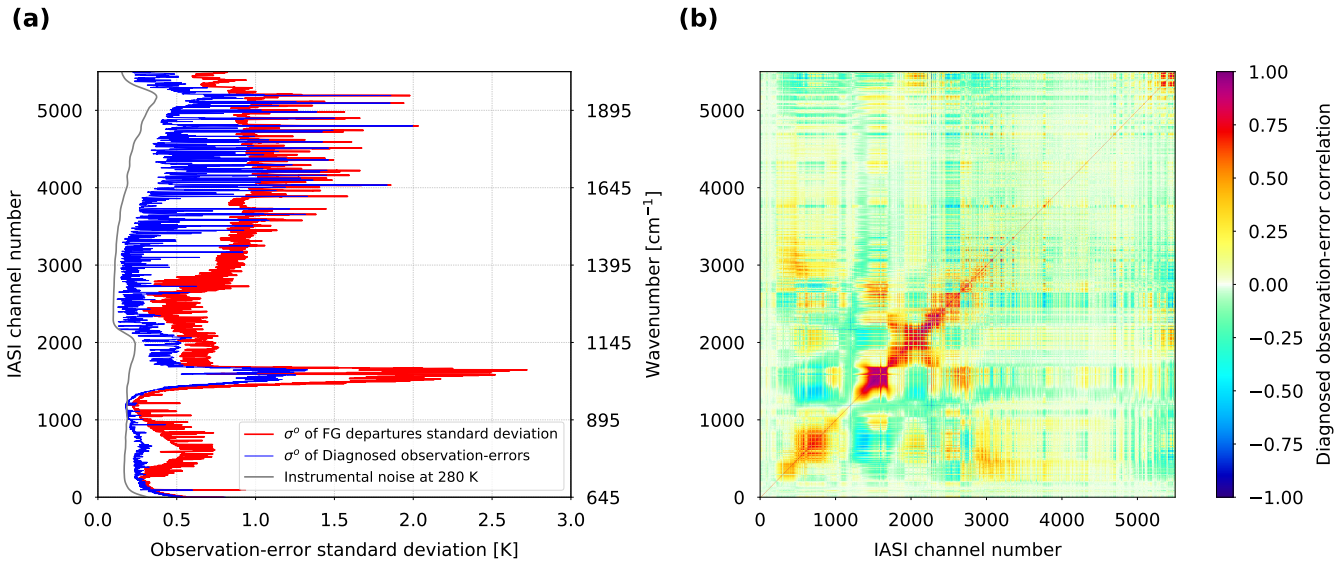 (a)
IASI channel number
5000
4000
3000
2000
1000
0
0.0 0.5 1.0 1.5 2.0 2.5 3.0
Observation-error standard deviation [K]
1895
1645
1395
1145
895
645
Wavenumber [cm⁻¹]
σᵒ of FG departures standard deviation
σᵒ of Diagnosed observation-errors
Instrumental noise at 280 K
(b)
5000
4000
3000
2000
1000
0
0 1000 2000 3000 4000 5000
IASI channel number
1.00
0.75
0.50
0.25
0.00
−0.25
−0.50
−0.75
−1.00
Diagnosed observation-error correlation